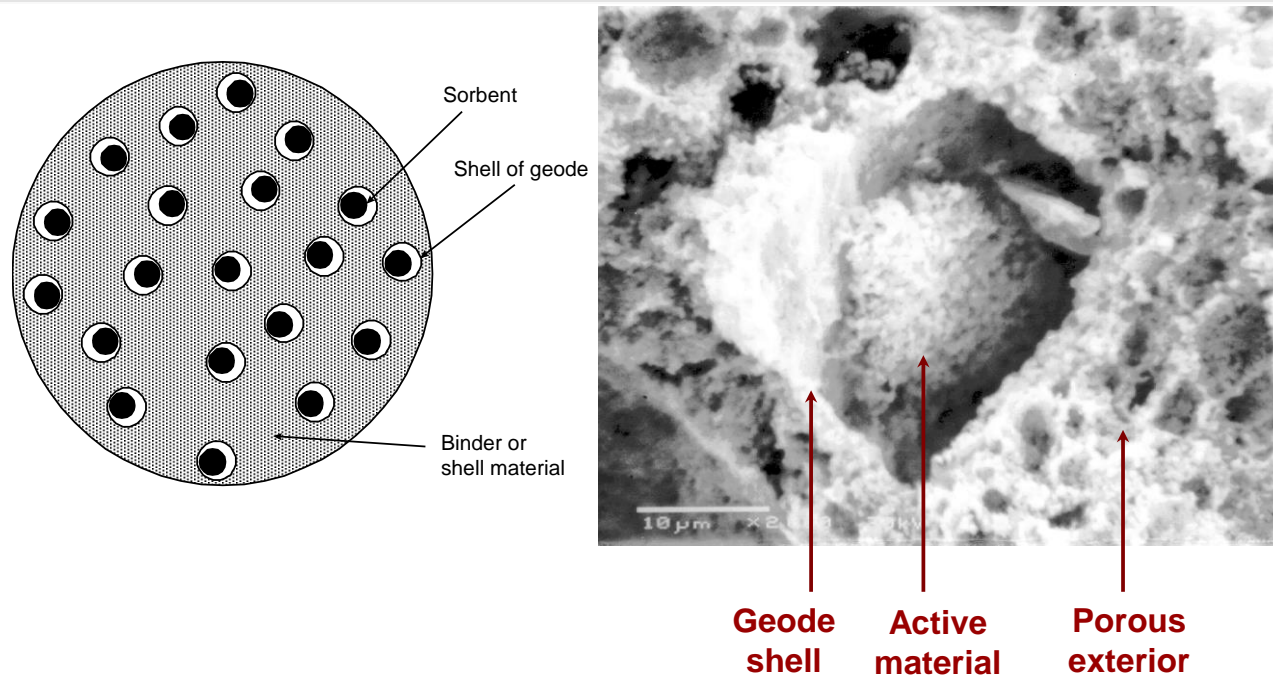 Sorbent
Shell of geode
Binder or
shell material
10µm
Geode
shell
Active
material
Porous
exterior